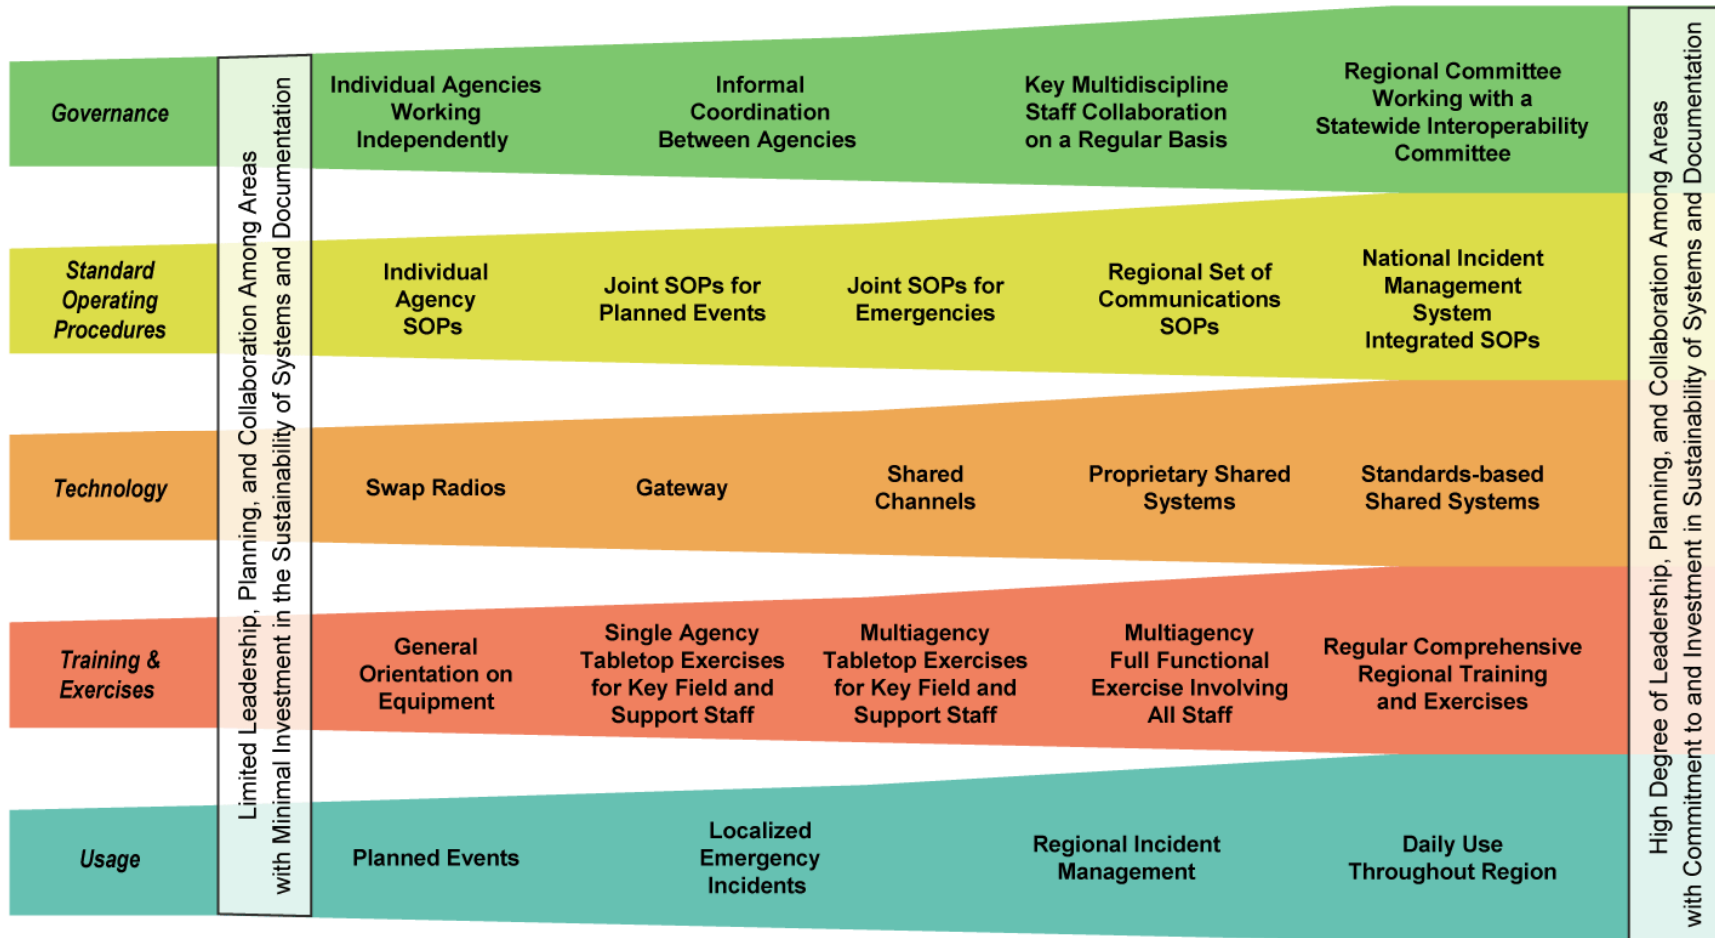 Governance
Individual Agencies
Working
Independently
Informal
Coordination
Between Agencies
Key Multidiscipline
Staff Collaboration
on a Regular Basis
Regional Committee
Working with a
Statewide Interoperability
Committee
Standard
Operating
Procedures
Individual
Agency
SOPs
Joint SOPs for
Planned Events
Joint SOPs for
Emergencies
Regional Set of
Communications
SOPs
National Incident
Management
System
Integrated SOPs
Technology
Swap Radios
Gateway
Shared
Channels
Proprietary Shared
Systems
Standards-based
Shared Systems
Training &
Exercises
General
Orientation on
Equipment
Single Agency
Tabletop Exercises
for Key Field and
Support Staff
Multiagency
Tabletop Exercises
for Key Field and
Support Staff
Multiagency
Full Functional
Exercise Involving
All Staff
Regular Comprehensive
Regional Training
and Exercises
Usage
Planned Events
Localized
Emergency
Incidents
Regional Incident
Management
Daily Use
Throughout Region
Limited Leadership, Planning, and Collaboration Among Areas
with Minimal Investment in the Sustainability of Systems and Documentation
High Degree of Leadership, Planning, and Collaboration Among Areas
with Commitment to and Investment in Sustainability of Systems and Documentation